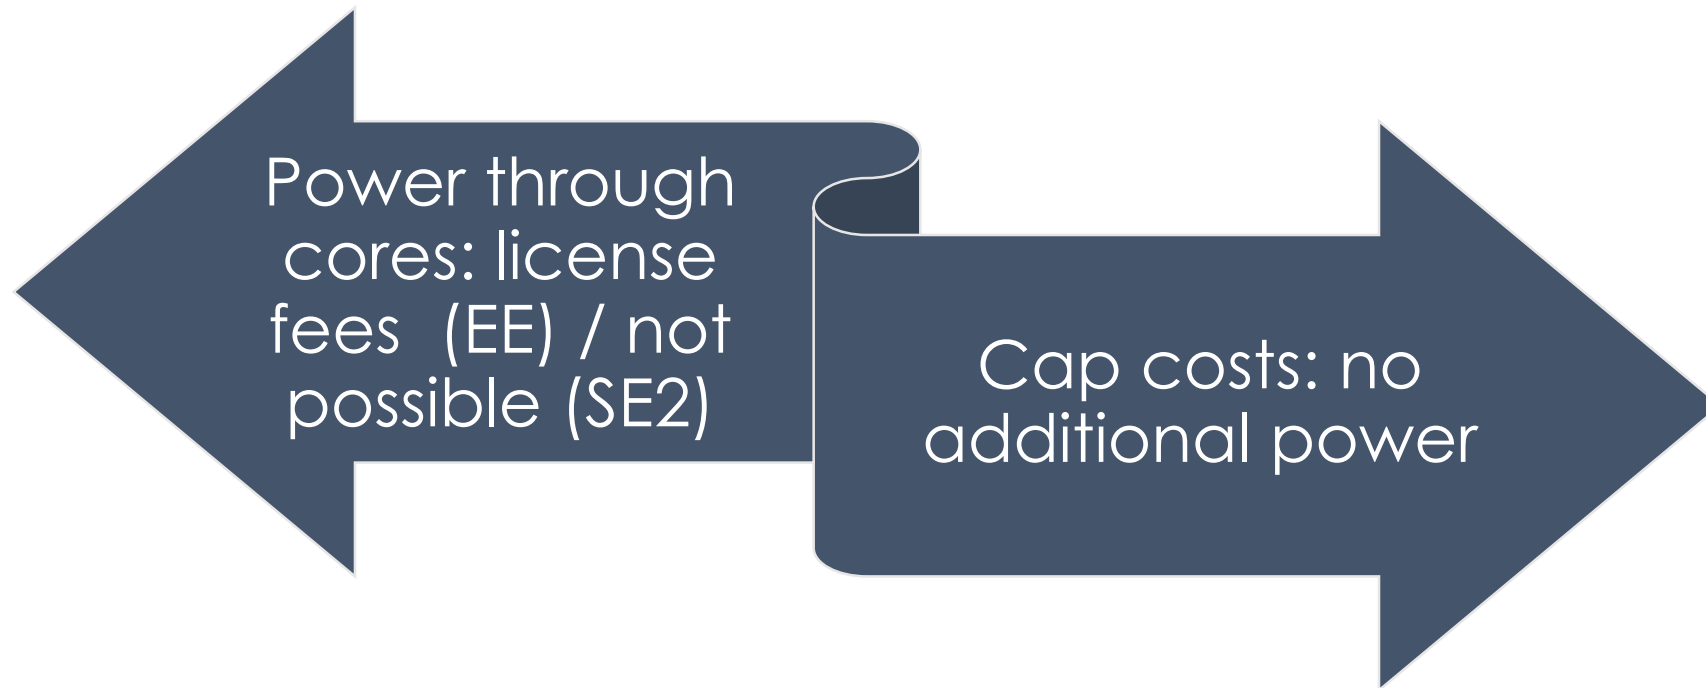 Power through
cores: license
fees  (EE) / not
possible (SE2)
Cap costs: no
additional power